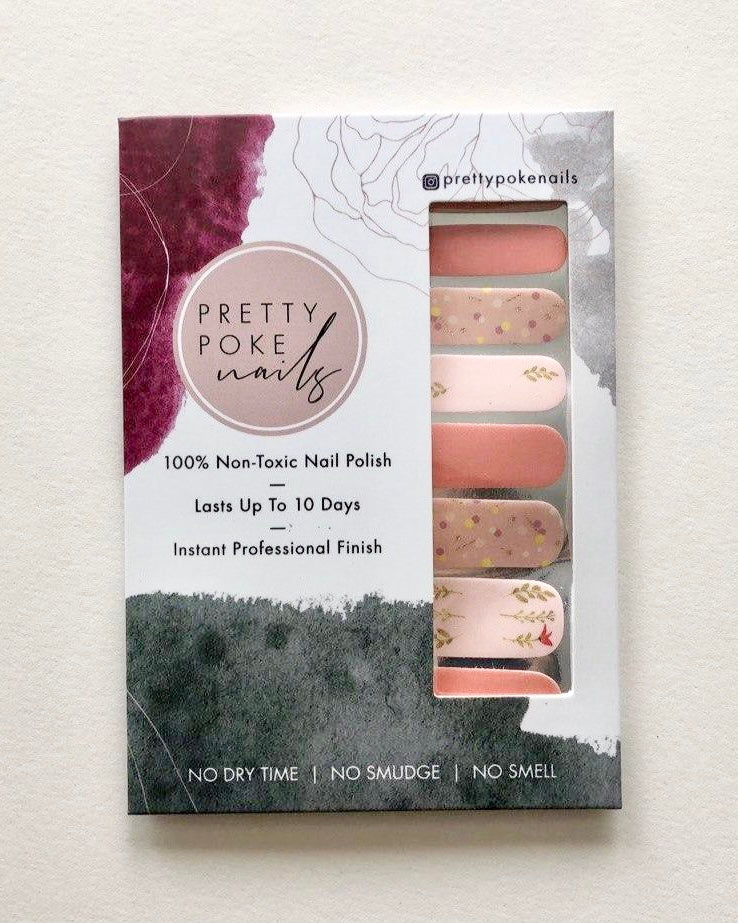 prettypokenails
PRETTY
POKE
nails
100% Non-Toxic Nail Polish
Lasts Up To 10 Days
Instant Professional Finish
NO DRY TIME | NO SMUDGE | NO SMELL